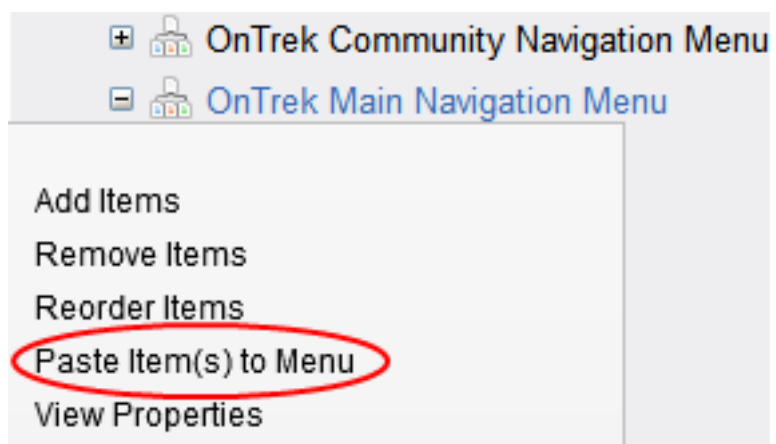 OnTrek Community Navigation Menu
OnTrek Main Navigation Menu
Add Items
Remove Items
Reorder Items
Paste Item(s) to Menu
View Properties